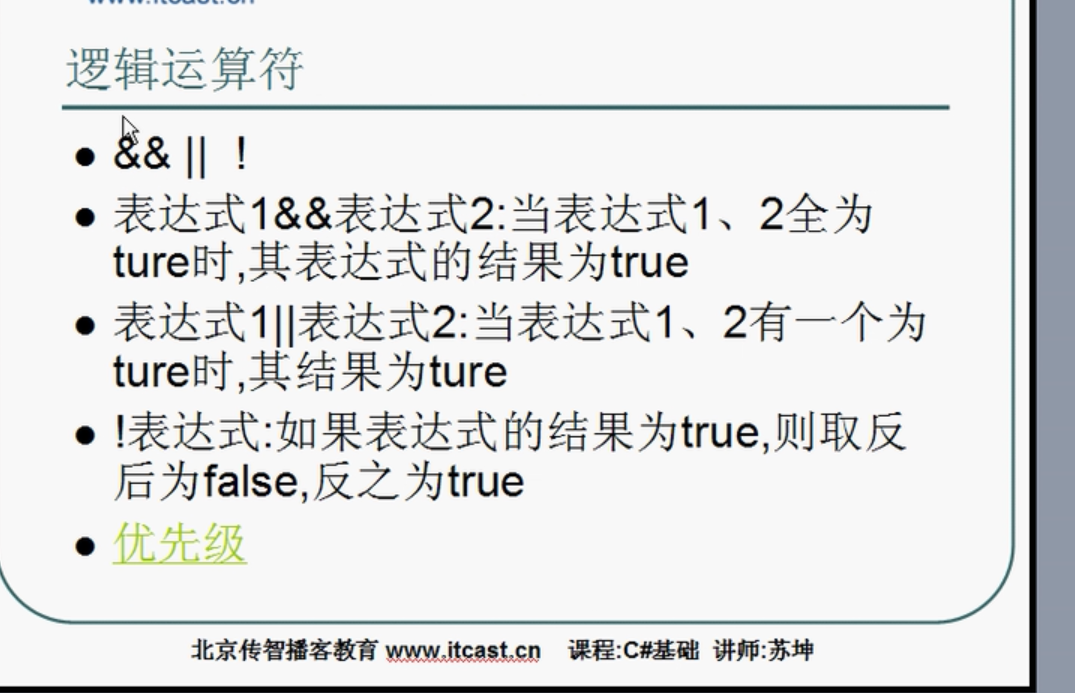 www.itcast.cn
逻辑运算符
&& || !
表达式1&&表达式2:当表达式1、2全为
ture时,其表达式的结果为true
表达式1||表达式2:当表达式1、2有一个为
ture时,其结果为ture
!表达式:如果表达式的结果为true,则取反
后为false,反之为true
优先级
北京传智播客教育 www.itcast.cn 课程:C#基础 讲师:苏坤